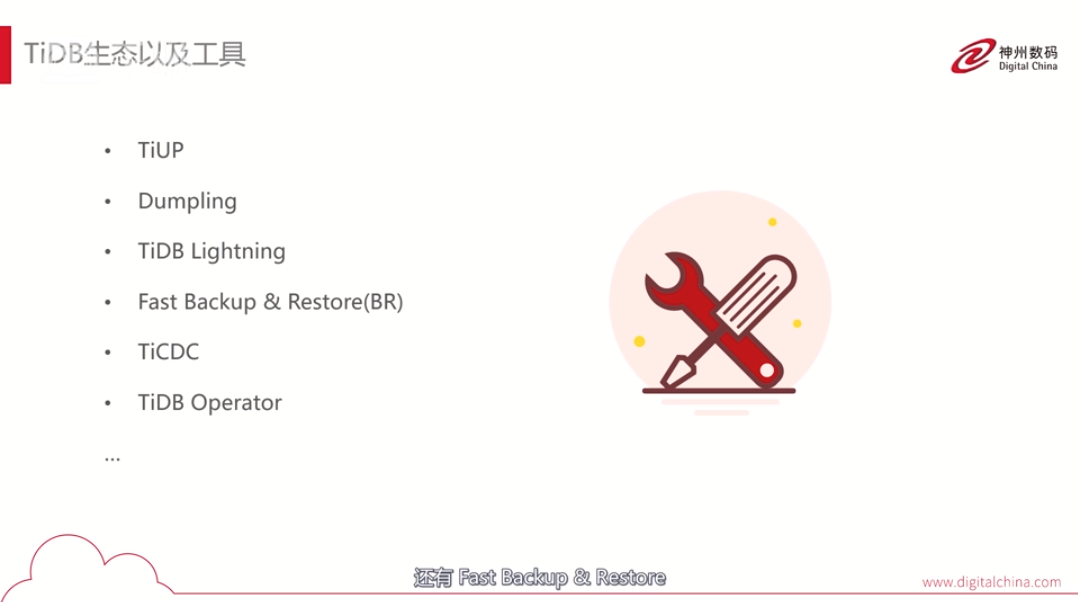 TiDB生态以及工具
神州数码
Digital China
• TiUP
• Dumpling
• TiDB Lightning
• Fast Backup & Restore(BR)
• TiCDC
• TiDB Operator
...
还有 Fast Backup & Restore
www.digitalchina.com